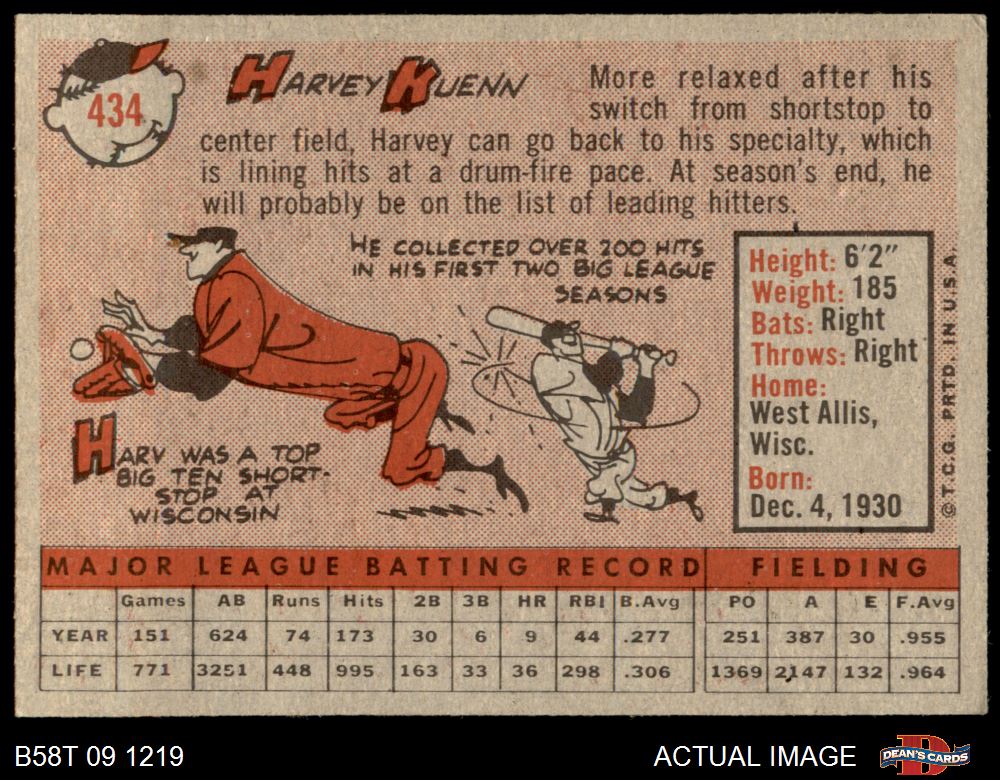 434
HARVEY KUENN
More relaxed after his
switch from shortstop to
center field, Harvey can go back to his specialty, which
is lining hits at a drum-fire pace. At season's end, he
will probably be on the list of leading hitters.
HE COLLECTED OVER 200 HITS
IN HIS FIRST TWO BIG LEAGUE
SEASONS
HARV WAS A TOP
BIG TEN SHORT-
STOP AT
WISCONSIN
Height: 6'2"
Weight: 185
Bats: Right
Throws: Right
Home:
West Allis,
Wisc.
Born:
Dec. 4, 1930
©T.C.G. PRTD. IN U.S.A.
MAJOR LEAGUE BATTING RECORD FIELDING
Games AB Runs Hits 2B 3B HR RBI B.Avg PO A E F.Avg
YEAR 151 624 74 173 30 6 9 44 .277 251 387 30 .955
LIFE 771 3251 448 995 163 33 36 298 .306 1369 2147 132 .964
B58T 09 1219
ACTUAL IMAGE
DEAN'S CARDS